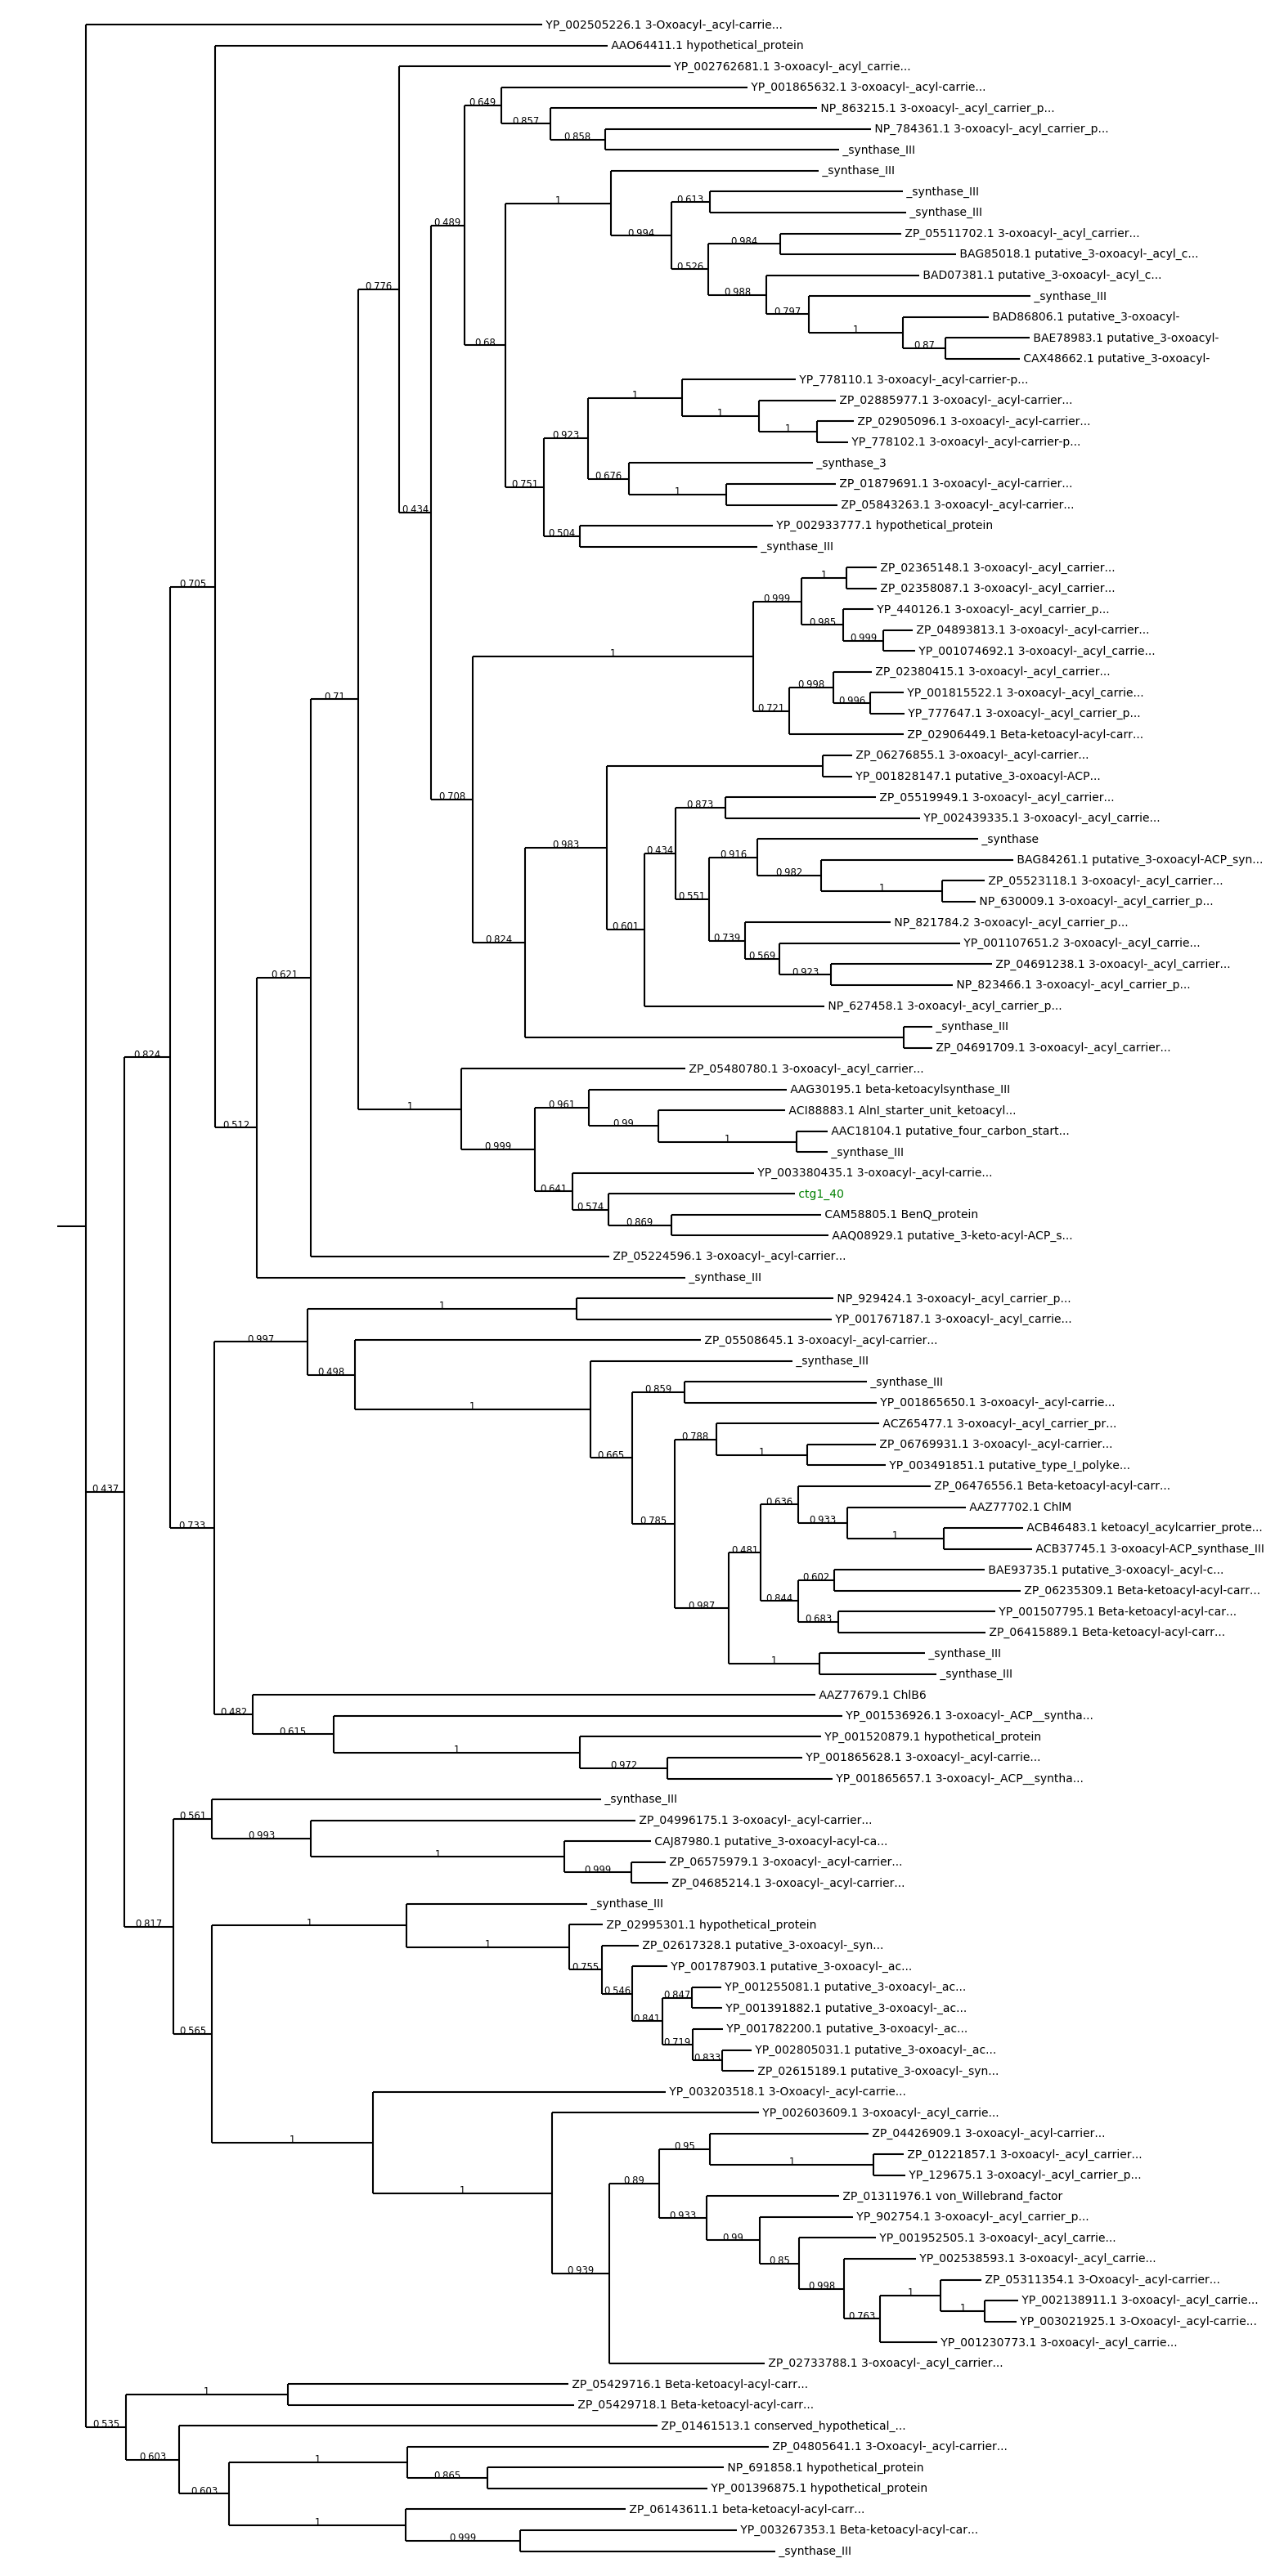 YP_002505226.1 3-Oxoacyl-_acyl-carrie...
AAO64411.1 hypothetical_protein
YP_002762681.1 3-oxoacyl-_acyl_carrie...
YP_001865632.1 3-oxoacyl-_acyl-carrie...
0.649
NP_863215.1 3-oxoacyl-_acyl_carrier_p...
0.857
NP_784361.1 3-oxoacyl-_acyl_carrier_p...
0.858
_synthase_III
_synthase_III
_synthase_III
0.613
1
_synthase_III
0.489
0.994
ZP_05511702.1 3-oxoacyl-_acyl_carrier...
0.984
BAG85018.1 putative_3-oxoacyl-_acyl_c...
0.526
BAD07381.1 putative_3-oxoacyl-_acyl_c...
0.776
0.988
_synthase_III
0.797
BAD86806.1 putative_3-oxoacyl-
1
BAE78983.1 putative_3-oxoacyl-
0.68
0.87
CAX48662.1 putative_3-oxoacyl-
YP_778110.1 3-oxoacyl-_acyl-carrier-p...
1
ZP_02885977.1 3-oxoacyl-_acyl-carrier...
1
ZP_02905096.1 3-oxoacyl-_acyl-carrier...
1
0.923
YP_778102.1 3-oxoacyl-_acyl-carrier-p...
_synthase_3
0.676
0.751
ZP_01879691.1 3-oxoacyl-_acyl-carrier...
1
ZP_05843263.1 3-oxoacyl-_acyl-carrier...
0.434
YP_002933777.1 hypothetical_protein
0.504
_synthase_III
ZP_02365148.1 3-oxoacyl-_acyl_carrier...
1
0.705
ZP_02358087.1 3-oxoacyl-_acyl_carrier...
0.999
YP_440126.1 3-oxoacyl-_acyl_carrier_p...
0.985
ZP_04893813.1 3-oxoacyl-_acyl-carrier...
0.999
YP_001074692.1 3-oxoacyl-_acyl_carrie...
1
ZP_02380415.1 3-oxoacyl-_acyl_carrier...
0.998
YP_001815522.1 3-oxoacyl-_acyl_carrie...
0.71
0.996
0.721
YP_777647.1 3-oxoacyl-_acyl_carrier_p...
ZP_02906449.1 Beta-ketoacyl-acyl-carr...
ZP_06276855.1 3-oxoacyl-_acyl-carrier...
YP_001828147.1 putative_3-oxoacyl-ACP...
0.708
ZP_05519949.1 3-oxoacyl-_acyl_carrier...
0.873
YP_002439335.1 3-oxoacyl-_acyl_carrie...
_synthase
0.983
0.434
0.916
BAG84261.1 putative_3-oxoacyl-ACP_syn...
0.982
ZP_05523118.1 3-oxoacyl-_acyl_carrier...
1
0.551
NP_630009.1 3-oxoacyl-_acyl_carrier_p...
NP_821784.2 3-oxoacyl-_acyl_carrier_p...
0.601
0.824
0.739
YP_001107651.2 3-oxoacyl-_acyl_carrie...
0.569
ZP_04691238.1 3-oxoacyl-_acyl_carrier...
0.621
0.923
NP_823466.1 3-oxoacyl-_acyl_carrier_p...
NP_627458.1 3-oxoacyl-_acyl_carrier_p...
_synthase_III
ZP_04691709.1 3-oxoacyl-_acyl_carrier...
0.824
ZP_05480780.1 3-oxoacyl-_acyl_carrier...
AAG30195.1 beta-ketoacylsynthase_III
1
0.961
ACI88883.1 AlnI_starter_unit_ketoacyl...
0.512
0.99
AAC18104.1 putative_four_carbon_start...
1
0.999
_synthase_III
YP_003380435.1 3-oxoacyl-_acyl-carrie...
0.641
ctg1_40
0.574
CAM58805.1 BenQ_protein
0.869
AAQ08929.1 putative_3-keto-acyl-ACP_s...
ZP_05224596.1 3-oxoacyl-_acyl-carrier...
_synthase_III
NP_929424.1 3-oxoacyl-_acyl_carrier_p...
1
YP_001767187.1 3-oxoacyl-_acyl_carrie...
0.997
ZP_05508645.1 3-oxoacyl-_acyl-carrier...
0.498
_synthase_III
_synthase_III
0.859
YP_001865650.1 3-oxoacyl-_acyl-carrie...
1
ACZ65477.1 3-oxoacyl-_acyl_carrier_pr...
0.788
ZP_06769931.1 3-oxoacyl-_acyl-carrier...
0.665
1
YP_003491851.1 putative_type_I_polyke...
0.437
ZP_06476556.1 Beta-ketoacyl-acyl-carr...
0.636
AAZ77702.1 ChlM
0.733
0.785
0.933
ACB46483.1 ketoacyl_acylcarrier_prote...
1
ACB37745.1 3-oxoacyl-ACP_synthase_III
0.481
BAE93735.1 putative_3-oxoacyl-_acyl-c...
0.602
ZP_06235309.1 Beta-ketoacyl-acyl-carr...
0.844
0.987
YP_001507795.1 Beta-ketoacyl-acyl-car...
0.683
ZP_06415889.1 Beta-ketoacyl-acyl-carr...
_synthase_III
1
_synthase_III
AAZ77679.1 ChlB6
0.482
YP_001536926.1 3-oxoacyl-_ACP__syntha...
0.615
YP_001520879.1 hypothetical_protein
1
YP_001865628.1 3-oxoacyl-_acyl-carrie...
0.972
YP_001865657.1 3-oxoacyl-_ACP__syntha...
_synthase_III
0.561
ZP_04996175.1 3-oxoacyl-_acyl-carrier...
0.993
CAJ87980.1 putative_3-oxoacyl-acyl-ca...
1
ZP_06575979.1 3-oxoacyl-_acyl-carrier...
0.999
ZP_04685214.1 3-oxoacyl-_acyl-carrier...
_synthase_III
0.817
1
ZP_02995301.1 hypothetical_protein
1
ZP_02617328.1 putative_3-oxoacyl-_syn...
0.755
YP_001787903.1 putative_3-oxoacyl-_ac...
0.546
YP_001255081.1 putative_3-oxoacyl-_ac...
0.847
YP_001391882.1 putative_3-oxoacyl-_ac...
0.841
0.565
YP_001782200.1 putative_3-oxoacyl-_ac...
0.719
YP_002805031.1 putative_3-oxoacyl-_ac...
0.833
ZP_02615189.1 putative_3-oxoacyl-_syn...
YP_003203518.1 3-Oxoacyl-_acyl-carrie...
YP_002603609.1 3-oxoacyl-_acyl_carrie...
1
ZP_04426909.1 3-oxoacyl-_acyl-carrier...
0.95
ZP_01221857.1 3-oxoacyl-_acyl_carrier...
1
YP_129675.1 3-oxoacyl-_acyl_carrier_p...
0.89
1
ZP_01311976.1 von_Willebrand_factor
0.933
YP_902754.1 3-oxoacyl-_acyl_carrier_p...
0.99
YP_001952505.1 3-oxoacyl-_acyl_carrie...
0.85
YP_002538593.1 3-oxoacyl-_acyl_carrie...
0.939
0.998
ZP_05311354.1 3-Oxoacyl-_acyl-carrier...
1
YP_002138911.1 3-oxoacyl-_acyl_carrie...
1
0.763
YP_003021925.1 3-Oxoacyl-_acyl-carrie...
YP_001230773.1 3-oxoacyl-_acyl_carrie...
ZP_02733788.1 3-oxoacyl-_acyl_carrier...
ZP_05429716.1 Beta-ketoacyl-acyl-carr...
1
ZP_05429718.1 Beta-ketoacyl-acyl-carr...
0.535
ZP_01461513.1 conserved_hypothetical_...
0.603
ZP_04805641.1 3-Oxoacyl-_acyl-carrier...
1
NP_691858.1 hypothetical_protein
0.865
YP_001396875.1 hypothetical_protein
0.603
ZP_06143611.1 beta-ketoacyl-acyl-carr...
1
YP_003267353.1 Beta-ketoacyl-acyl-car...
0.999
_synthase_III